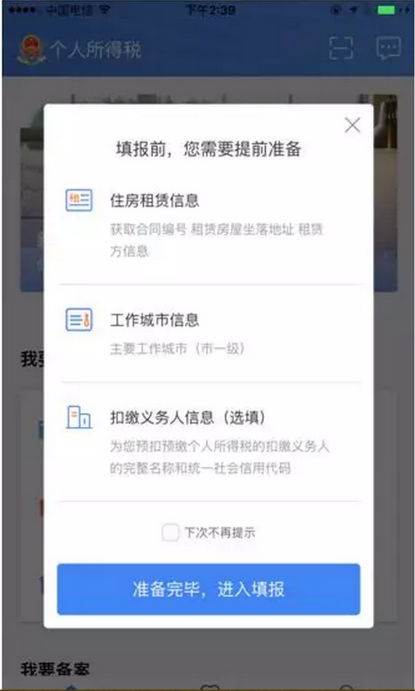 中国电信
下午2:39
个人所得税
填报前，您需要提前准备
住房租赁信息
获取合同编号 租赁房屋坐落地址 租赁
方信息
工作城市信息
主要工作城市（市一级）
我要
扣缴义务人信息（选填）
为您预扣预缴个人所得税的扣缴义务人
的完整名称和统一社会信用代码
下次不再提示
准备完毕，进入填报
我要备案